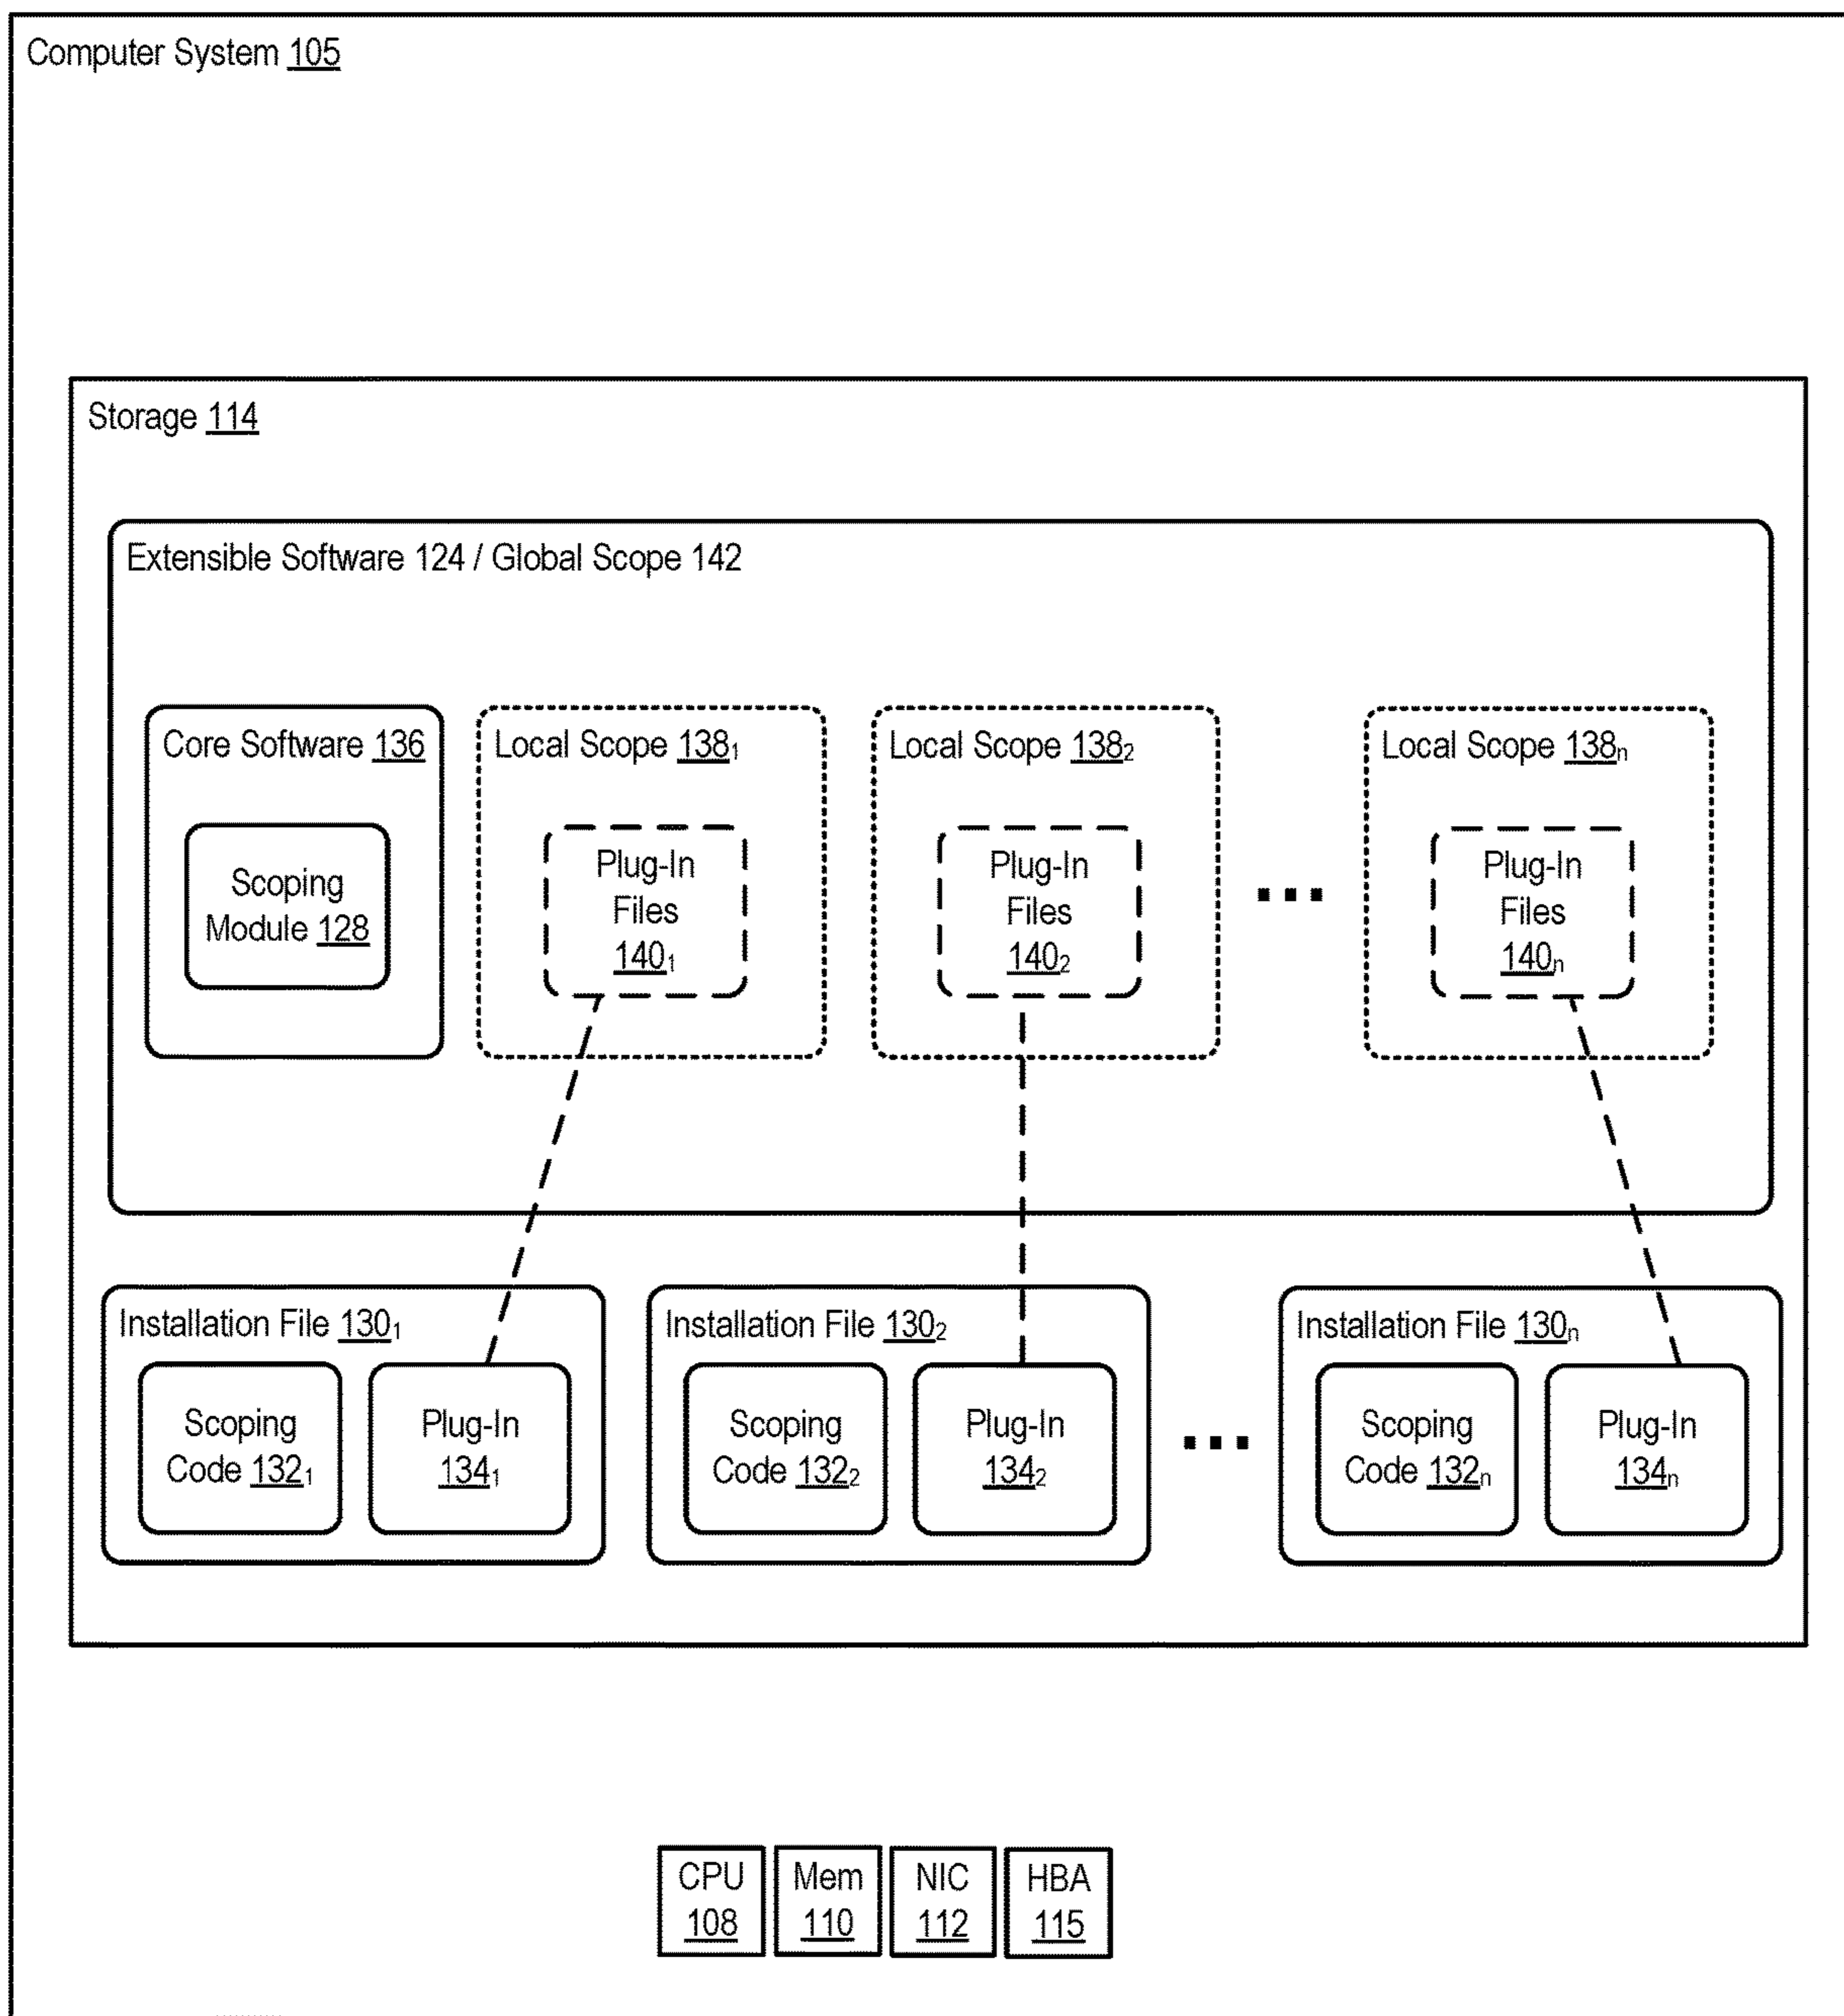 Computer System 105
Storage 114
Extensible Software 124 / Global Scope 142
Core Software 136
Scoping
Module 128
Local Scope 138₁
Plug-In
Files
140₁
Local Scope 138₂
Plug-In
Files
140₂
...
Local Scope 138ₙ
Plug-In
Files
140ₙ
Installation File 130₁
Scoping
Code 132₁
Plug-In
134₁
Installation File 130₂
Scoping
Code 132₂
Plug-In
134₂
...
Installation File 130ₙ
Scoping
Code 132ₙ
Plug-In
134ₙ
CPU
108
Mem
110
NIC
112
HBA
115